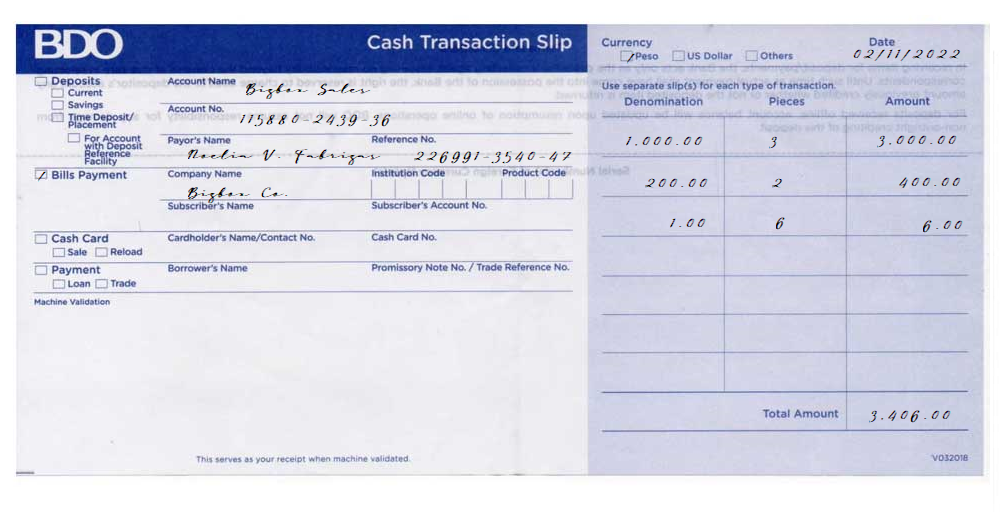 BDO
Cash Transaction Slip
Currency
Peso US Dollar Others
Date
02/11/2022
Deposits
Current
Savings
Time Deposit/
Placement
For Account
with Deposit
Reference
Facility
Account Name
Bigbox Sales
Account No.
115880-2439-36
Payor's Name
Noelia V. Fabrigas
Reference No.
226991-3540-47
Bills Payment
Company Name
Bigbox Co.
Institution Code
Product Code
Subscriber's Name
Subscriber's Account No.
Cash Card
Sale Reload
Cardholder's Name/Contact No.
Cash Card No.
Payment
Loan Trade
Borrower's Name
Promissory Note No. / Trade Reference No.
Machine Validation
This serves as your receipt when machine validated.
Use separate slip(s) for each type of transaction.
Denomination Pieces Amount
1.000.00 3 3.000.00
200.00 2 400.00
1.00 6 6.00
Total Amount 3.406.00
V032018